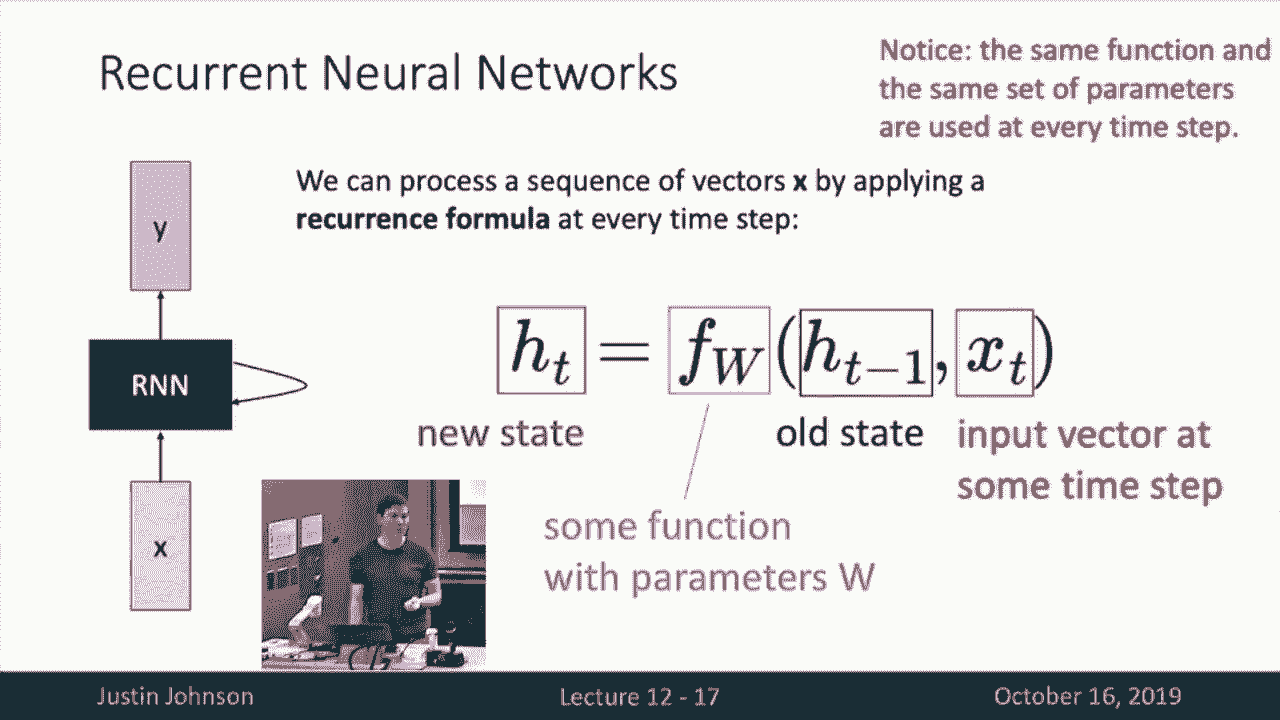 Recurrent Neural Networks
Notice: the same function and
the same set of parameters
are used at every time step.
We can process a sequence of vectors x by applying a
recurrence formula at every time step:
y
RNN
x
h_t = f_W(h_{t-1}, x_t)
new state
old state
input vector at
some time step
some function
with parameters W
Justin Johnson
Lecture 12 - 17
October 16, 2019